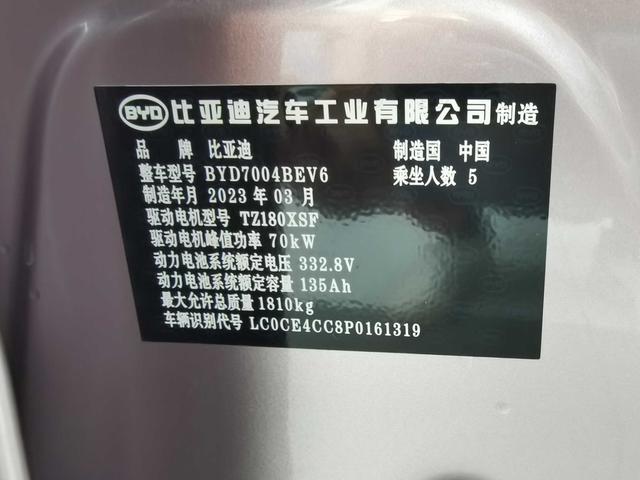 BYD 比亚迪汽车工业有限公司 制造
品 牌 比亚迪 制造国 中国
整车型号 BYD7004BEV6 乘坐人数 5
制造年月 2023 年 03 月
驱动电机型号 TZ180XSF
驱动电机峰值功率 70kW
动力电池系统额定电压 332.8V
动力电池系统额定容量 135Ah
最大允许总质量 1810kg
车辆识别代号 LC0CE4CC8P0161319